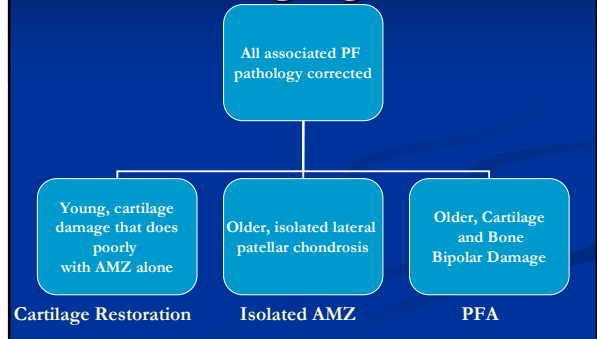 All associated PF
pathology corrected
Young, cartilage
damage that does
poorly
with AMZ alone
Older, isolated lateral
patellar chondrosis
Older, Cartilage
and Bone
Bipolar Damage
Cartilage Restoration
Isolated AMZ
PFA